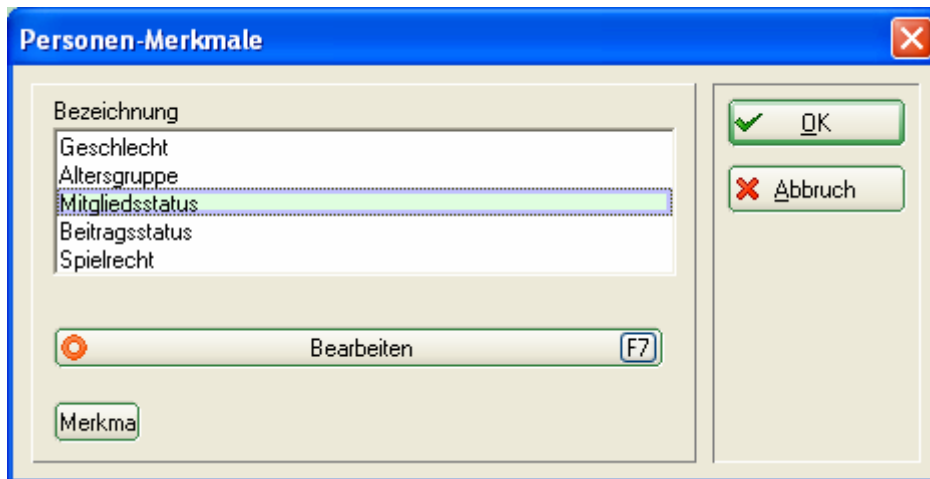 Personen-Merkmale
Bezeichnung
Geschlecht
Altersgruppe
Mitgliedsstatus
Beitragsstatus
Spielrecht
Bearbeiten F7
Merkma
OK
Abbruch